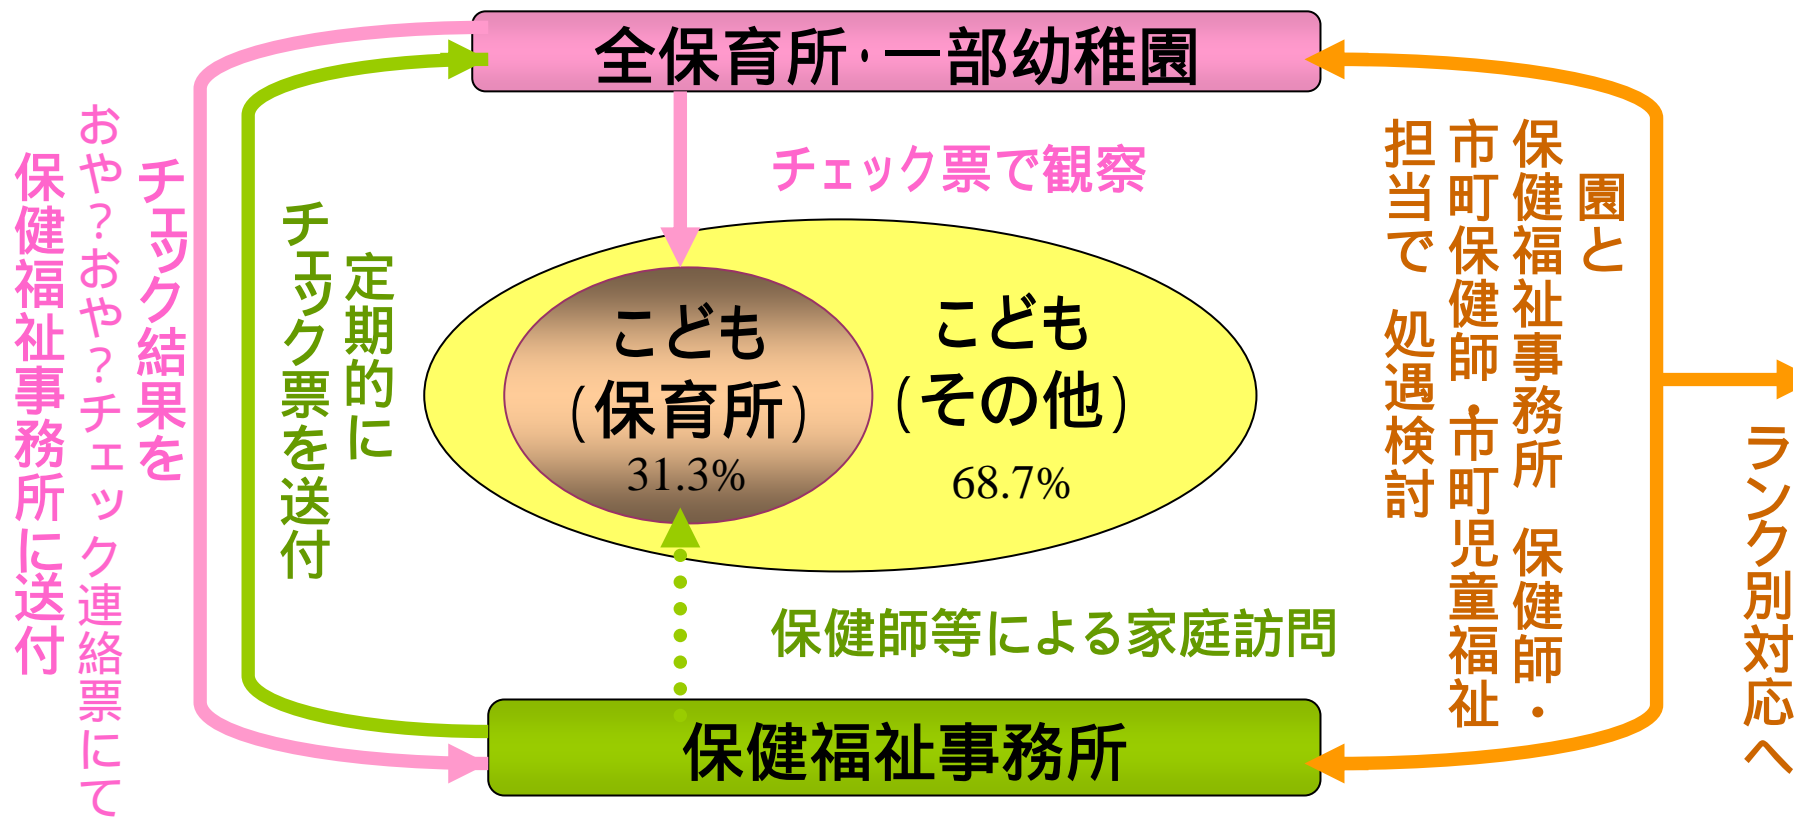 全保育所・一部幼稚園
チェック票で観察
チェック結果を
おや？おや？チェック連絡票にて
保健福祉事務所に送付
定期的に
チェック票を送付
こども
（保育所）
31.3%
こども
（その他）
68.7%
園と
保健福祉事務所　保健師・
市町保健師・市町児童福祉
担当で　処遇検討
ランク別対応へ
保健師等による家庭訪問
保健福祉事務所